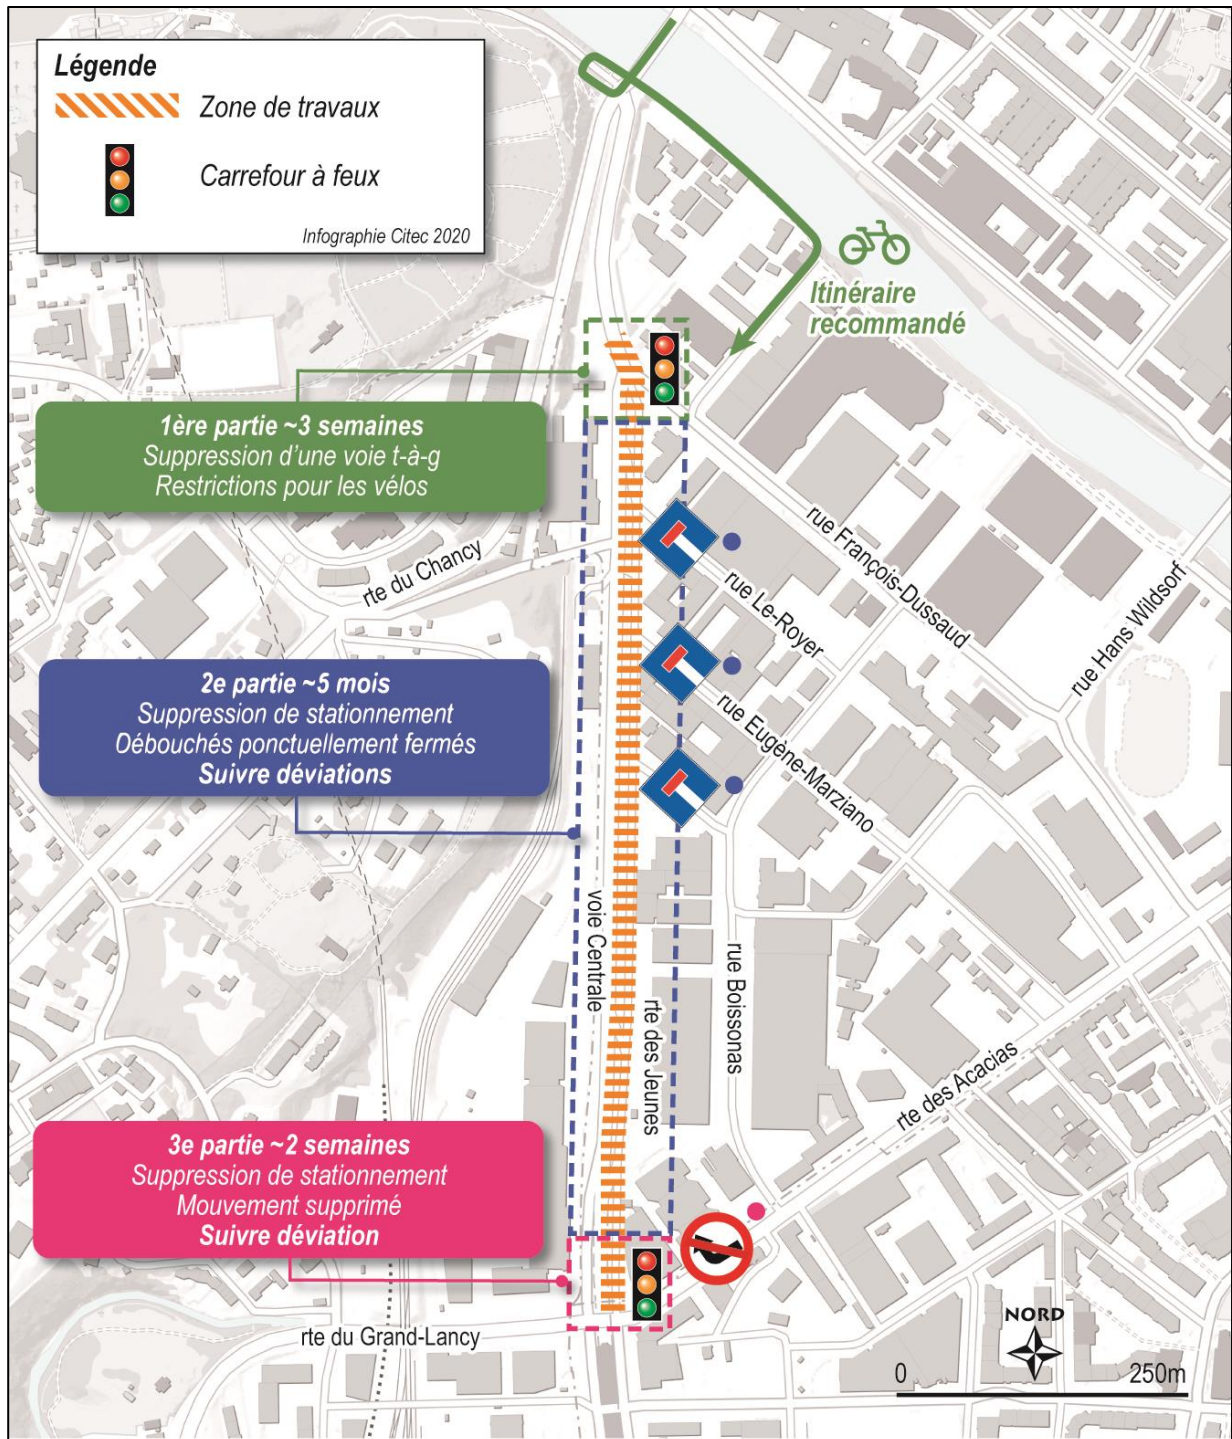 Légende
Zone de travaux
Carrefour à feux
Infographie Citec 2020
Itinéraire
recommandé
1ère partie ~3 semaines
Suppression d'une voie t-à-g
Restrictions pour les vélos
rte du Chancy
rue François-Dussaud
rue Le-Royer
rue Hans Wildsorf
2e partie ~5 mois
Suppression de stationnement
Débouchés ponctuellement fermés
Suivre déviations
rue Eugène-Marziano
voie Centrale
rte des Jeunes
rue Boissonas
rte des Acacias
3e partie ~2 semaines
Suppression de stationnement
Mouvement supprimé
Suivre déviation
rte du Grand-Lancy
NORD
0 250m